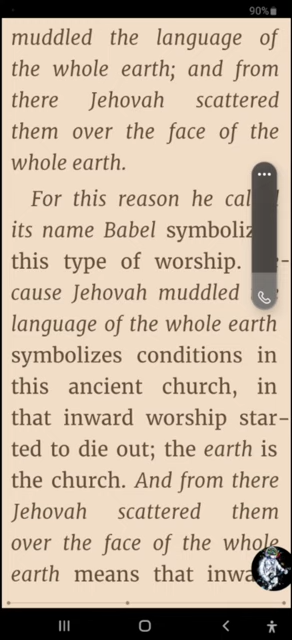 90%
muddled the language of
the whole earth; and from
there Jehovah scattered
them over the face of the
whole earth.
For this reason he
its name Babel
this type of worship.
cause Jehovah muddled
language of the whole earth
symbolizes conditions in
this ancient church, in
that inward worship star-
ted to die out; the earth is
the church. And from there
Jehovah scattered them
over the face of the whole
earth means that